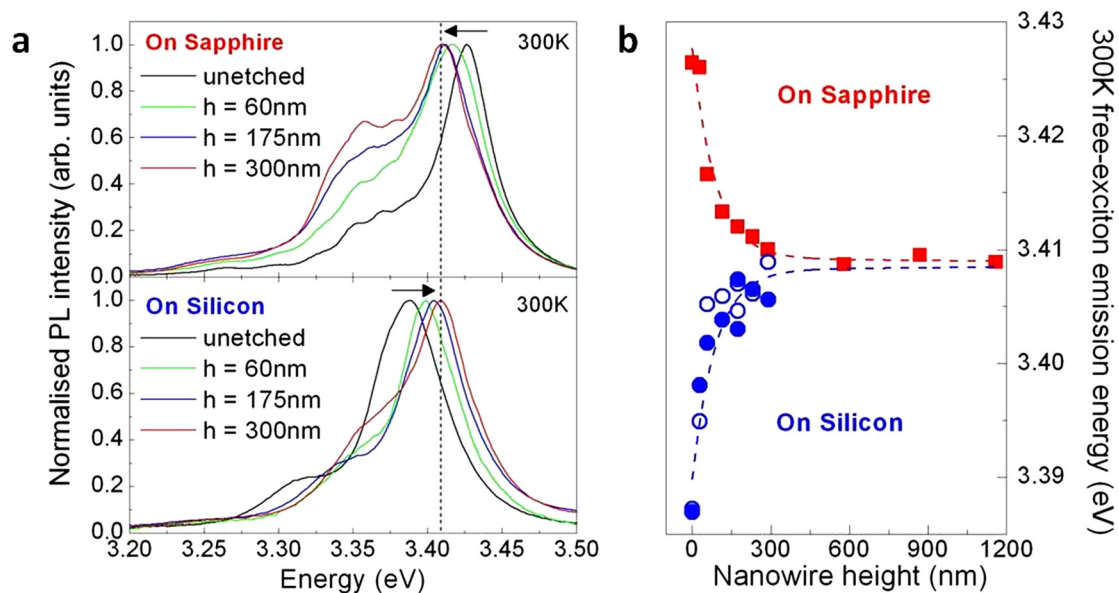 a
On Sapphire
300K
unetched
h = 60nm
h = 175nm
h = 300nm
1.0
0.8
0.6
0.4
0.2
0.0
On Silicon
300K
unetched
h = 60nm
h = 175nm
h = 300nm
1.0
0.8
0.6
0.4
0.2
0.0
3.20 3.25 3.30 3.35 3.40 3.45 3.50
Energy (eV)
Normalised PL intensity (arb. units)
b
On Sapphire
On Silicon
3.43
3.42
3.41
3.40
3.39
0 300 600 900 1200
Nanowire height (nm)
300K free-exciton emission energy (eV)